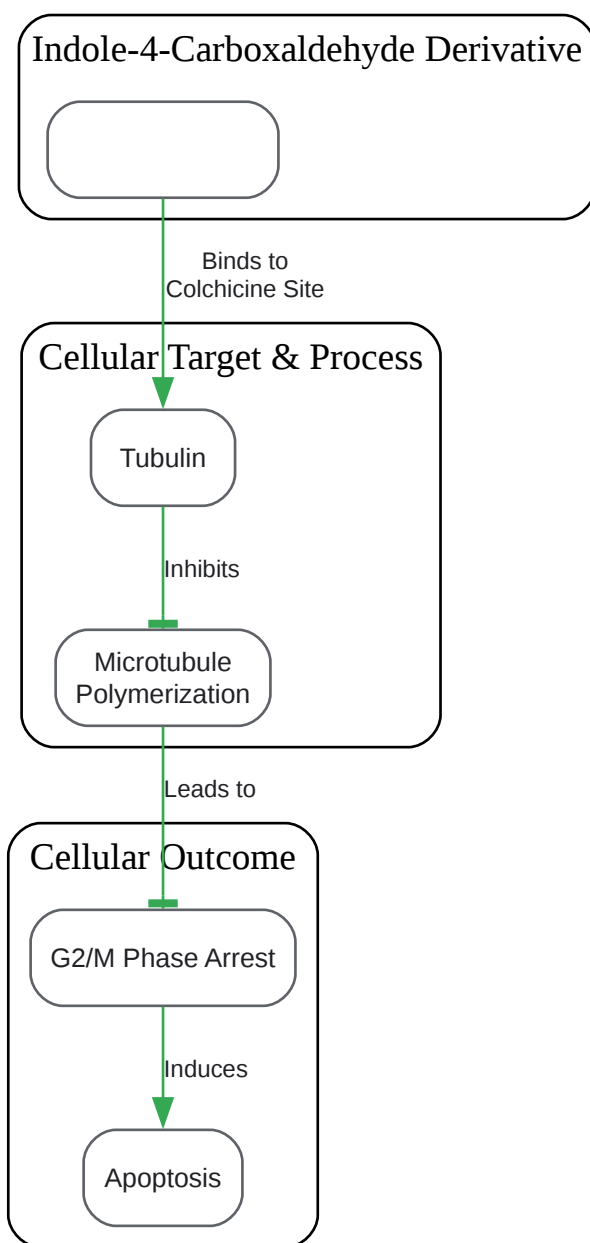 Indole-4-Carboxaldehyde Derivative
Binds to
Colchicine Site
Cellular Target & Process
Tubulin
Inhibits
Microtubule
Polymerization
Leads to
Cellular Outcome
G2/M Phase Arrest
Induces
Apoptosis